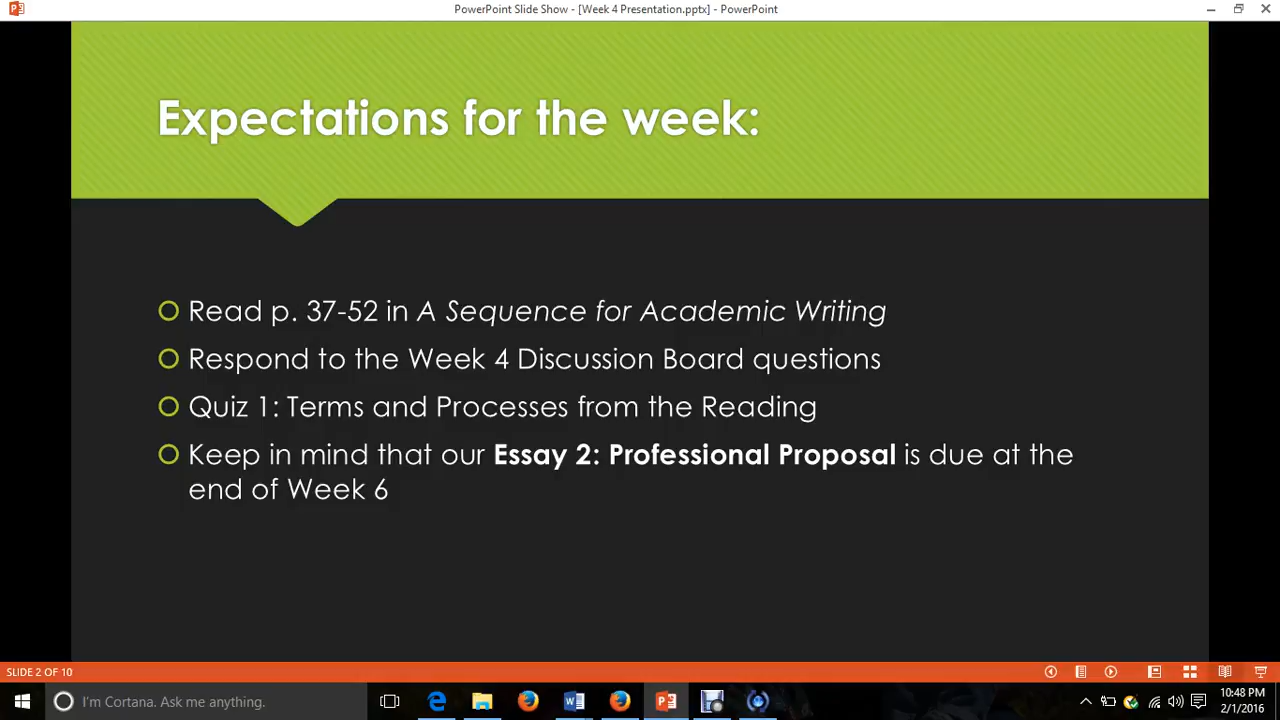 PowerPoint Slide Show - [Week 4 Presentation.pptx] - PowerPoint
Expectations for the week:
Read p. 37-52 in A Sequence for Academic Writing
Respond to the Week 4 Discussion Board questions
Quiz 1: Terms and Processes from the Reading
Keep in mind that our Essay 2: Professional Proposal is due at the
end of Week 6
SLIDE 2 OF 10
I'm Cortana. Ask me anything.
10:48 PM
2/1/2016